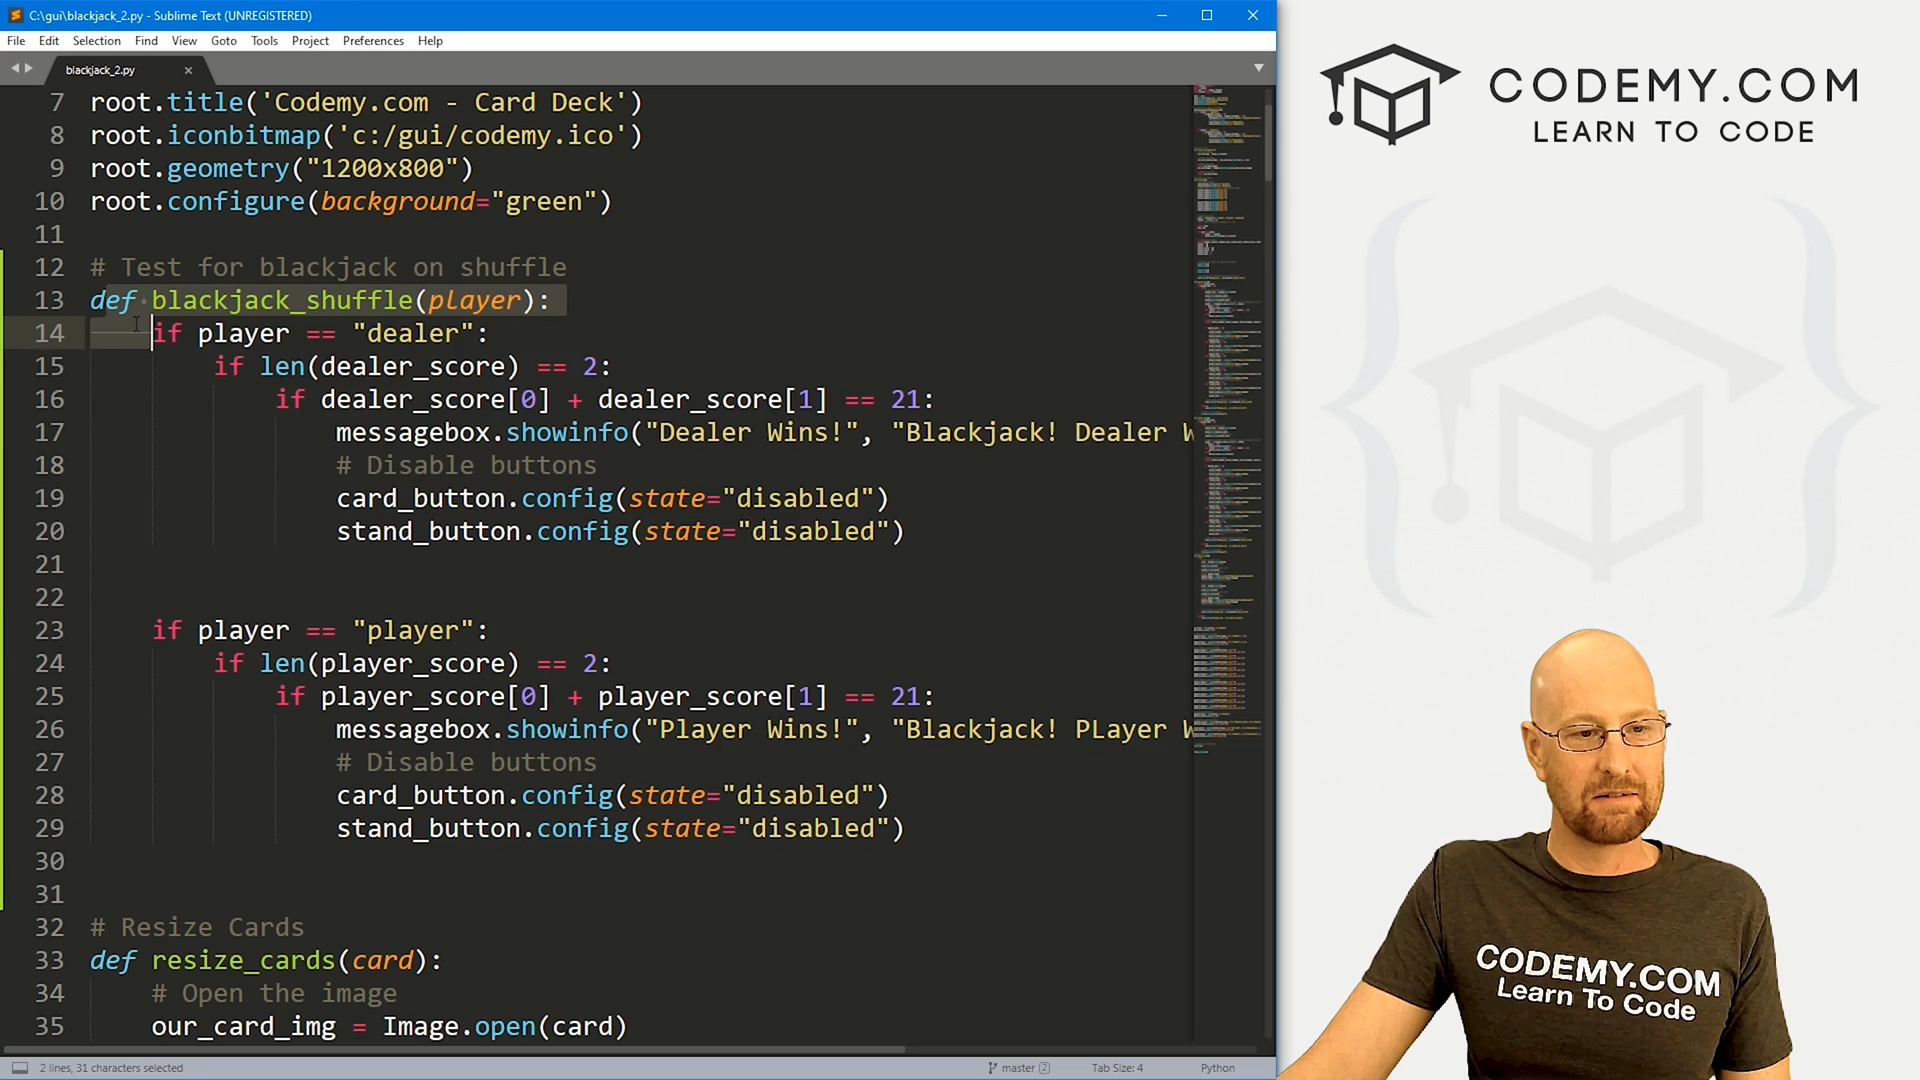 C:\gui\blackjack_2.py - Sublime Text (UNREGISTERED)
File Edit Selection Find View Goto Tools Project Preferences Help
blackjack_2.py
7 root.title('Codemy.com - Card Deck')
8 root.iconbitmap('c:/gui/codemy.ico')
9 root.geometry("1200x800")
10 root.configure(background="green")
11
12 # Test for blackjack on shuffle
13 def blackjack_shuffle(player):
14 if player == "dealer":
15 if len(dealer_score) == 2:
16 if dealer_score[0] + dealer_score[1] == 21:
17 messagebox.showinfo("Dealer Wins!", "Blackjack! Dealer W
18 # Disable buttons
19 card_button.config(state="disabled")
20 stand_button.config(state="disabled")
21
22
23 if player == "player":
24 if len(player_score) == 2:
25 if player_score[0] + player_score[1] == 21:
26 messagebox.showinfo("Player Wins!", "Blackjack! PLayer W
27 # Disable buttons
28 card_button.config(state="disabled")
29 stand_button.config(state="disabled")
30
31
32 # Resize Cards
33 def resize_cards(card):
34 # Open the image
35 our_card_img = Image.open(card)
2 lines, 31 characters selected
master 2
Tab Size: 4
Python
CODEMY.COM
LEARN TO CODE
CODEMY.COM
Learn To Code